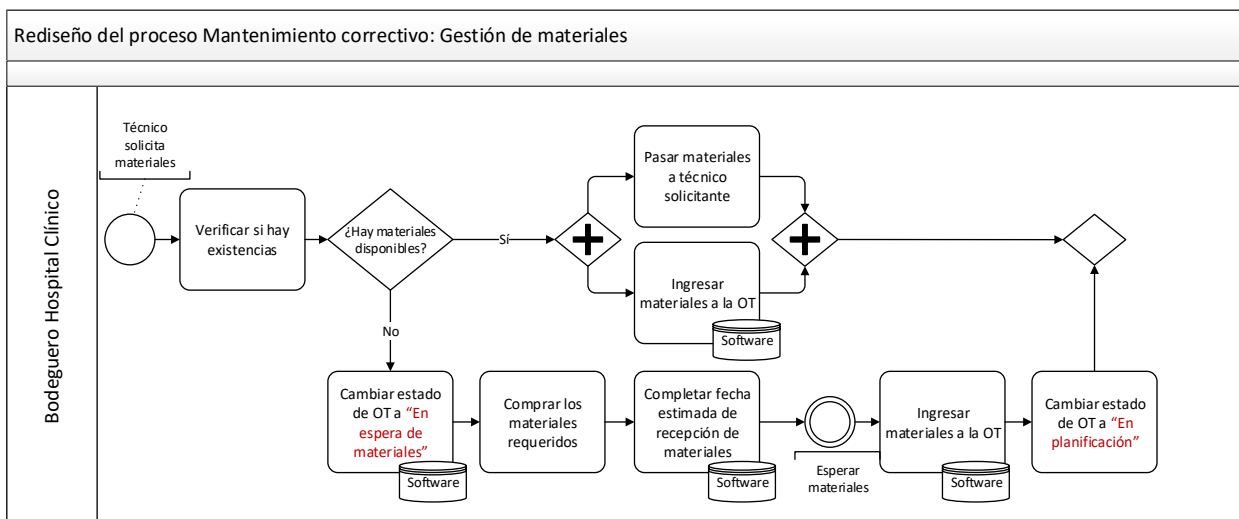 Rediseño del proceso Mantenimiento correctivo: Gestión de materiales
Bodeguero Hospital Clínico
Técnico
solicita
materiales
Verificar si hay
existencias
¿Hay materiales
disponibles?
Sí
No
Pasar materiales
a técnico
solicitante
Ingresar
materiales a la OT
Software
Cambiar estado
de OT a “En
espera de
materiales”
Software
Comprar los
materiales
requeridos
Completar fecha
estimada de
recepción de
materiales
Software
Esperar
materiales
Ingresar
materiales a la OT
Software
Cambiar estado
de OT a “En
planificación”